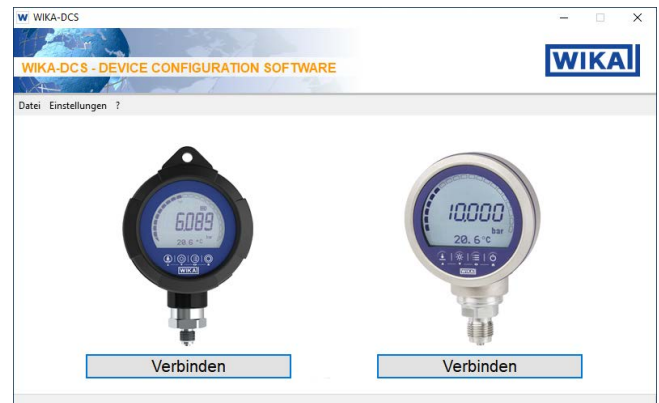 WIKA-DCS
WIKA-DCS - DEVICE CONFIGURATION SOFTWARE
WIKA
Datei Einstellungen ?
6.089
20.6 °C
WIKA
10.000
bar
20.6 °C
WIKA
Verbinden
Verbinden